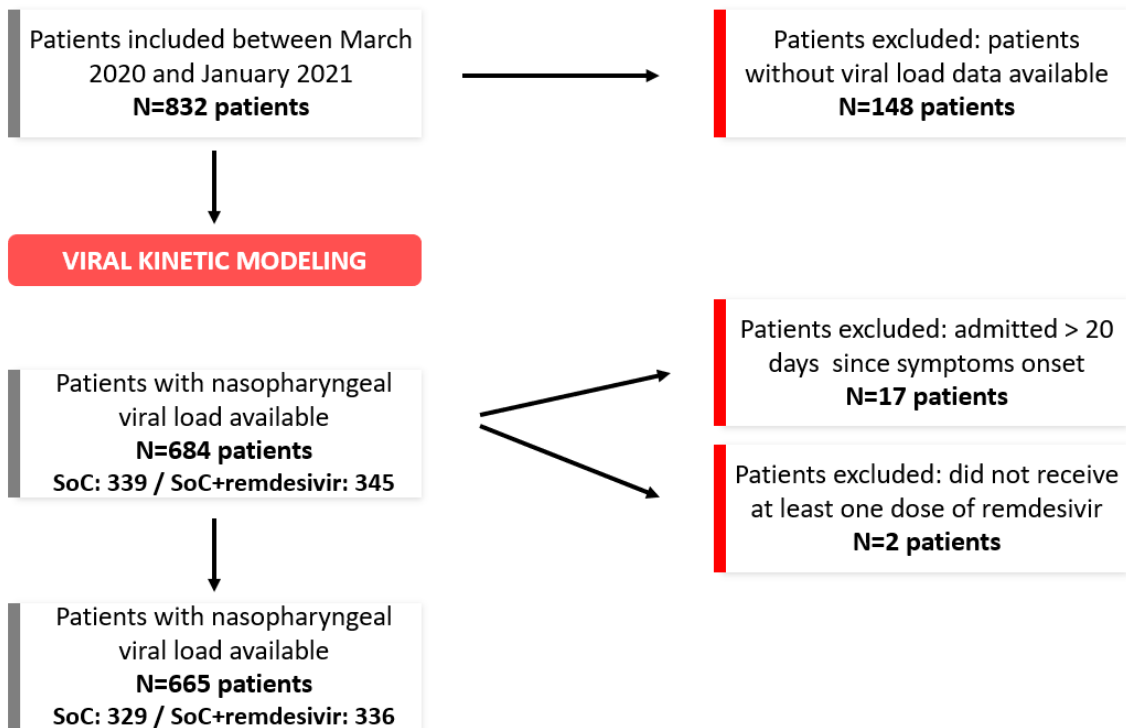 Patients included between March
2020 and January 2021
N=832 patients
Patients excluded: patients
without viral load data available
N=148 patients
VIRAL KINETIC MODELING
Patients excluded: admitted > 20
days since symptoms onset
N=17 patients
Patients with nasopharyngeal
viral load available
N=684 patients
SoC: 339 / SoC+remdesivir: 345
Patients excluded: did not receive
at least one dose of remdesivir
N=2 patients
Patients with nasopharyngeal
viral load available
N=665 patients
SoC: 329 / SoC+remdesivir: 336